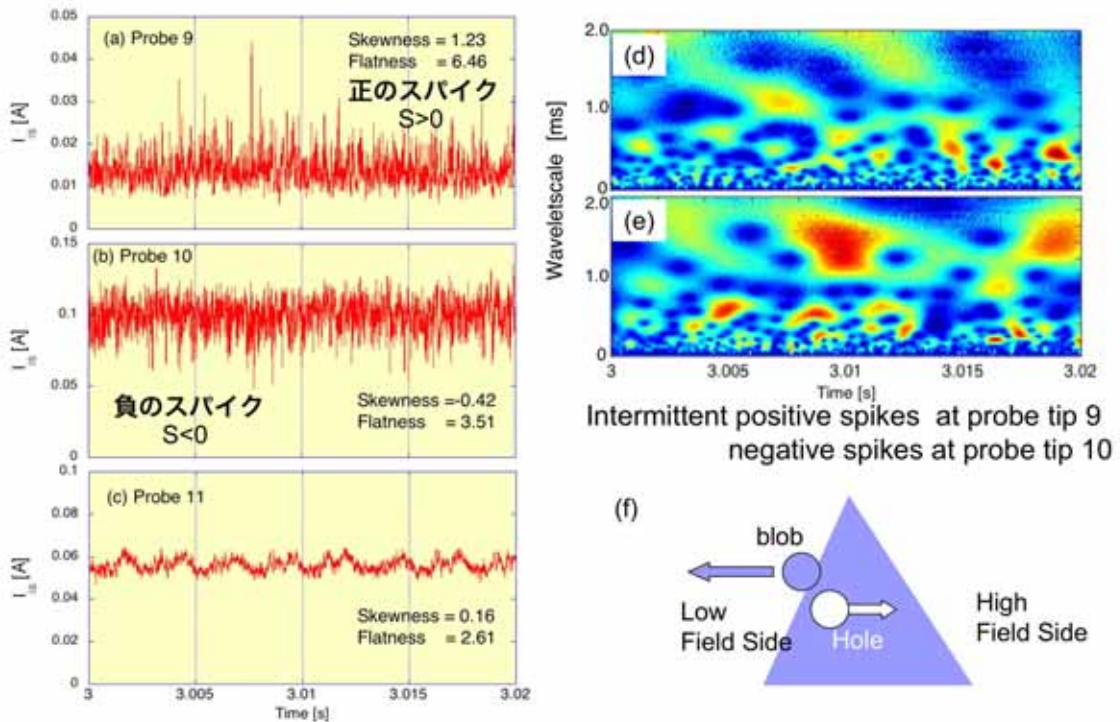 0.05
0.04
0.03
0.02
0.01
0
I_is [A]
(a) Probe 9
Skewness = 1.23
Flatness = 6.46
正のスパイク
S>0
0.15
0.1
0.05
0
I_is [A]
(b) Probe 10
負のスパイク
S<0
Skewness =-0.42
Flatness = 3.51
0.1
0.08
0.06
0.04
0.02
0
I_is [A]
(c) Probe 11
Skewness = 0.16
Flatness = 2.61
3
3.005
3.01
3.015
3.02
Time [s]
2.0
1.0
0
(d)
Waveletscale [ms]
2.0
1.0
0
(e)
3
3.005
3.01
3.015
3.02
Time [s]
Intermittent positive spikes at probe tip 9
negative spikes at probe tip 10
(f)
blob
Low
Field Side
Hole
High
Field Side